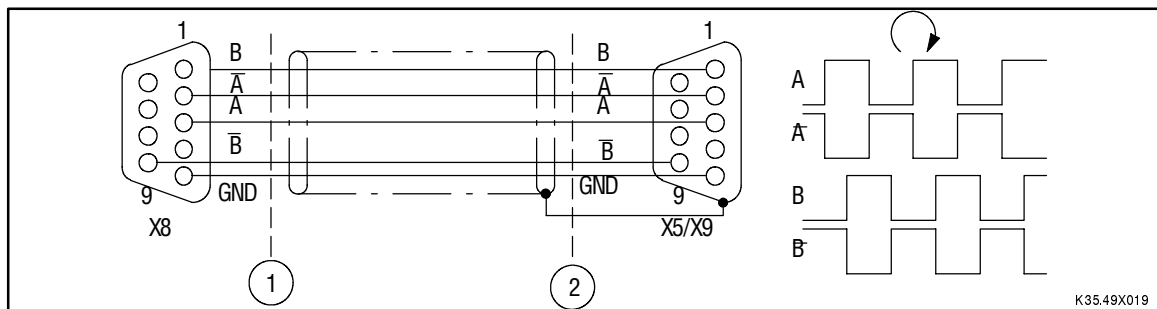 1
B
A̅
A
B̅
GND
9
X8
1
B
A̅
A
B̅
GND
9
X5/X9
1
2
A
A̅
B
B̅
K35.49X019